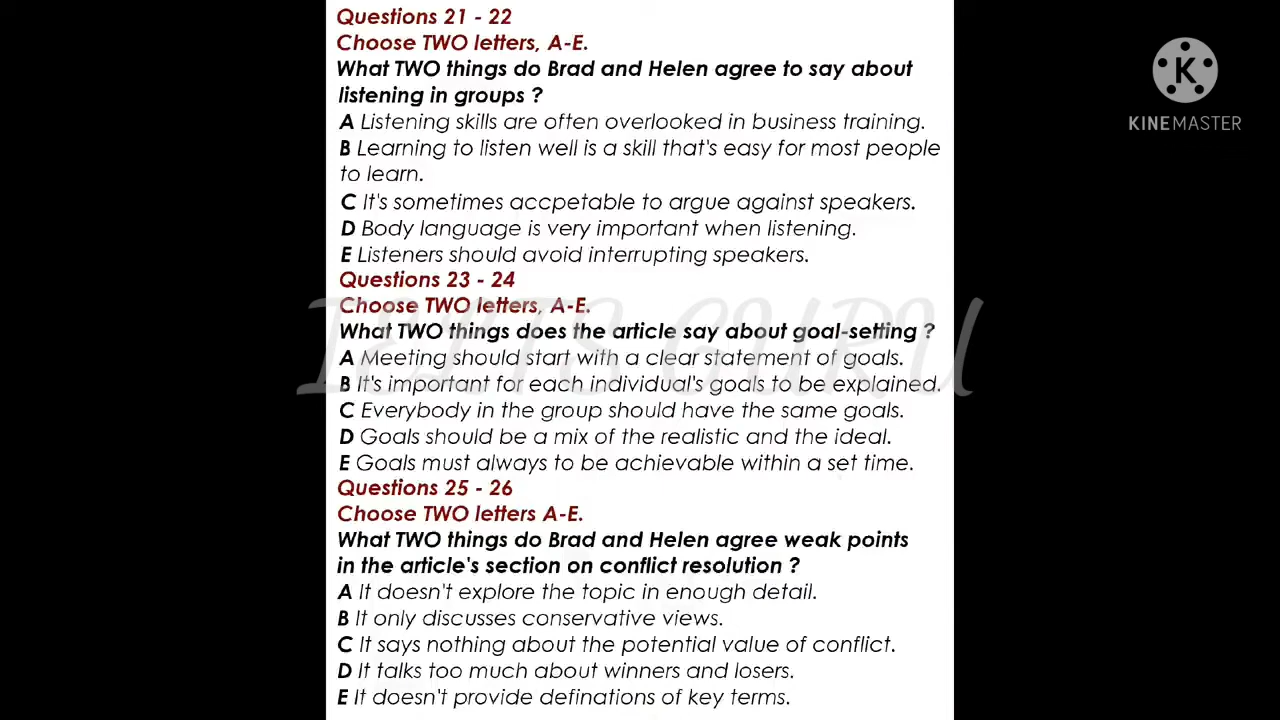 Questions 21 - 22
Choose TWO letters, A-E.
What TWO things do Brad and Helen agree to say about
listening in groups ?
A Listening skills are often overlooked in business training.
B Learning to listen well is a skill that's easy for most people
to learn.
C It's sometimes accpetable to argue against speakers.
D Body language is very important when listening.
E Listeners should avoid interrupting speakers.
Questions 23 - 24
Choose TWO letters, A-E.
What TWO things does the article say about goal-setting ?
A Meeting should start with a clear statement of goals.
B It's important for each individual's goals to be explained.
C Everybody in the group should have the same goals.
D Goals should be a mix of the realistic and the ideal.
E Goals must always to be achievable within a set time.
Questions 25 - 26
Choose TWO letters A-E.
What TWO things do Brad and Helen agree weak points
in the article's section on conflict resolution ?
A It doesn't explore the topic in enough detail.
B It only discusses conservative views.
C It says nothing about the potential value of conflict.
D It talks too much about winners and losers.
E It doesn't provide definations of key terms.
IELTS GURU
K
KINEMASTER